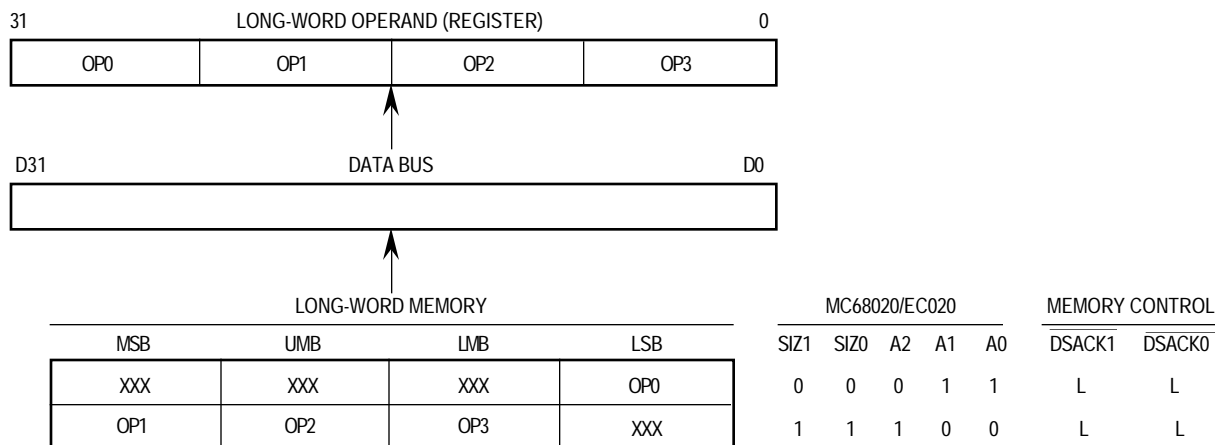 31 LONG-WORD OPERAND (REGISTER) 0
OP0 OP1 OP2 OP3
D31 DATA BUS D0
LONG-WORD MEMORY MC68020/EC020 MEMORY CONTROL
MSB UMB LMB LSB SIZ1 SIZ0 A2 A1 A0 DSACK1 DSACK0
XXX XXX XXX OP0 0 0 0 1 1 L L
OP1 OP2 OP3 XXX 1 1 1 0 0 L L